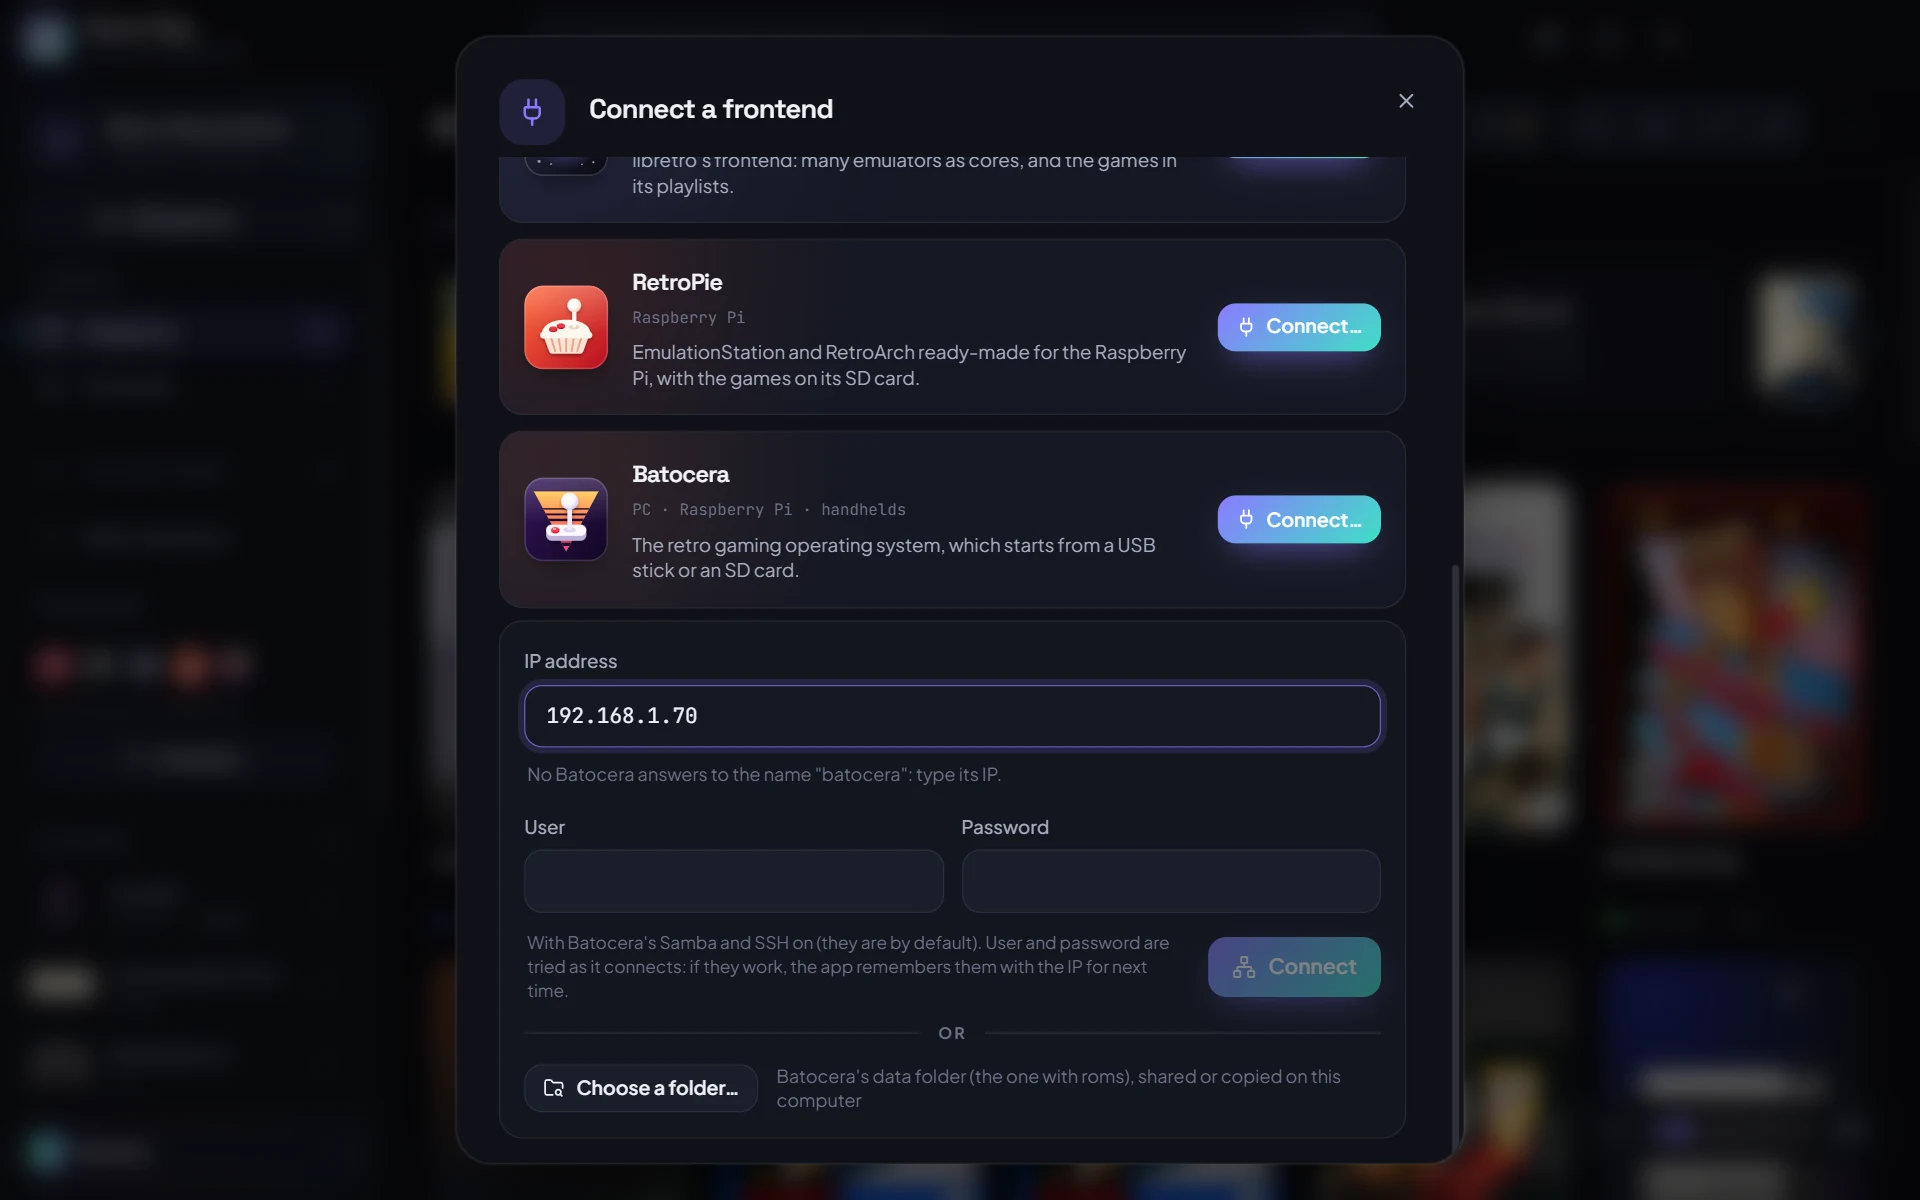 Connect a frontend
libretro's frontend: many emulators as cores, and the games in
its playlists.
RetroPie
Raspberry Pi
EmulationStation and RetroArch ready-made for the Raspberry
Pi, with the games on its SD card.
Connect...
Batocera
PC · Raspberry Pi · handhelds
The retro gaming operating system, which starts from a USB
stick or an SD card.
Connect...
IP address
192.168.1.70
No Batocera answers to the name "batocera": type its IP.
User
Password
With Batocera's Samba and SSH on (they are by default). User and password are
tried as it connects: if they work, the app remembers them with the IP for next
time.
Connect
OR
Choose a folder...
Batocera's data folder (the one with roms), shared or copied on this
computer